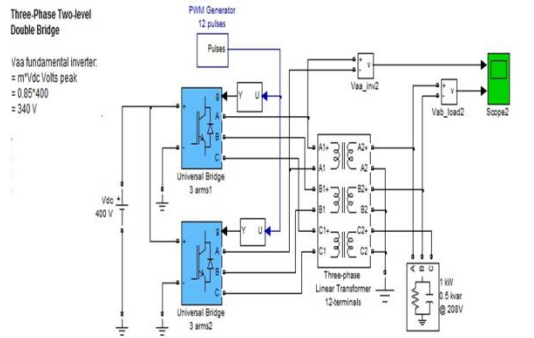 Three-Phase Two-level
Double Bridge
Vaa fundamental inverter:
= m*Vdc Volts peak
= 0.85*400
= 340 V
PWM Generator
12 pulses
Pulses
Vdc
400 V
+
-
g
A
B
C
Y U
Universal Bridge
3 arms1
+
-
g
A
B
C
Y U
Universal Bridge
3 arms2
+
-
v
Vaa_inv2
+
-
v
Vab_load2
Scope2
A1+ A2+
A1 A2
B1+ B2+
B1 B2
C1+ C2+
C1 C2
Three-phase
Linear Transformer
12-terminals
A B C
1 kW
0.5 kvar
@ 208V